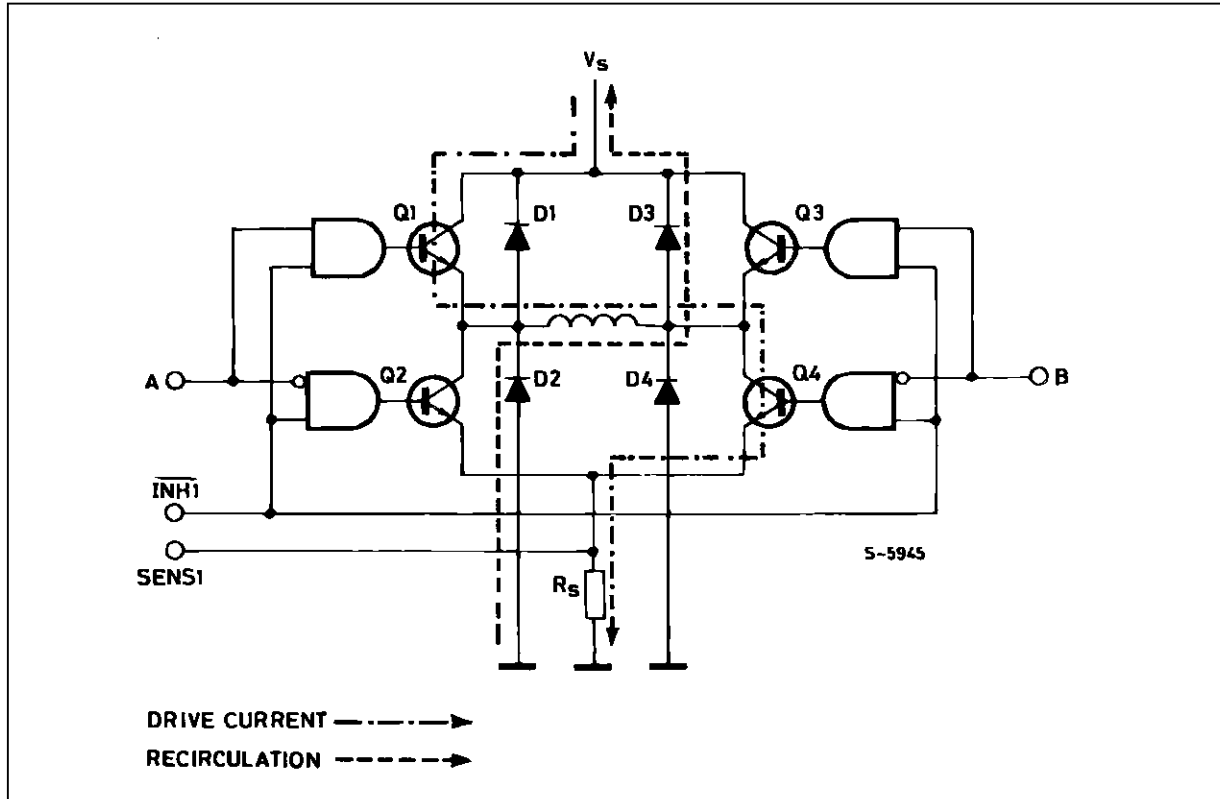 Vs
Q1
D1
D3
Q3
A
Q2
D2
D4
Q4
B
INH1
SENS1
Rs
S-5945
DRIVE CURRENT
RECIRCULATION